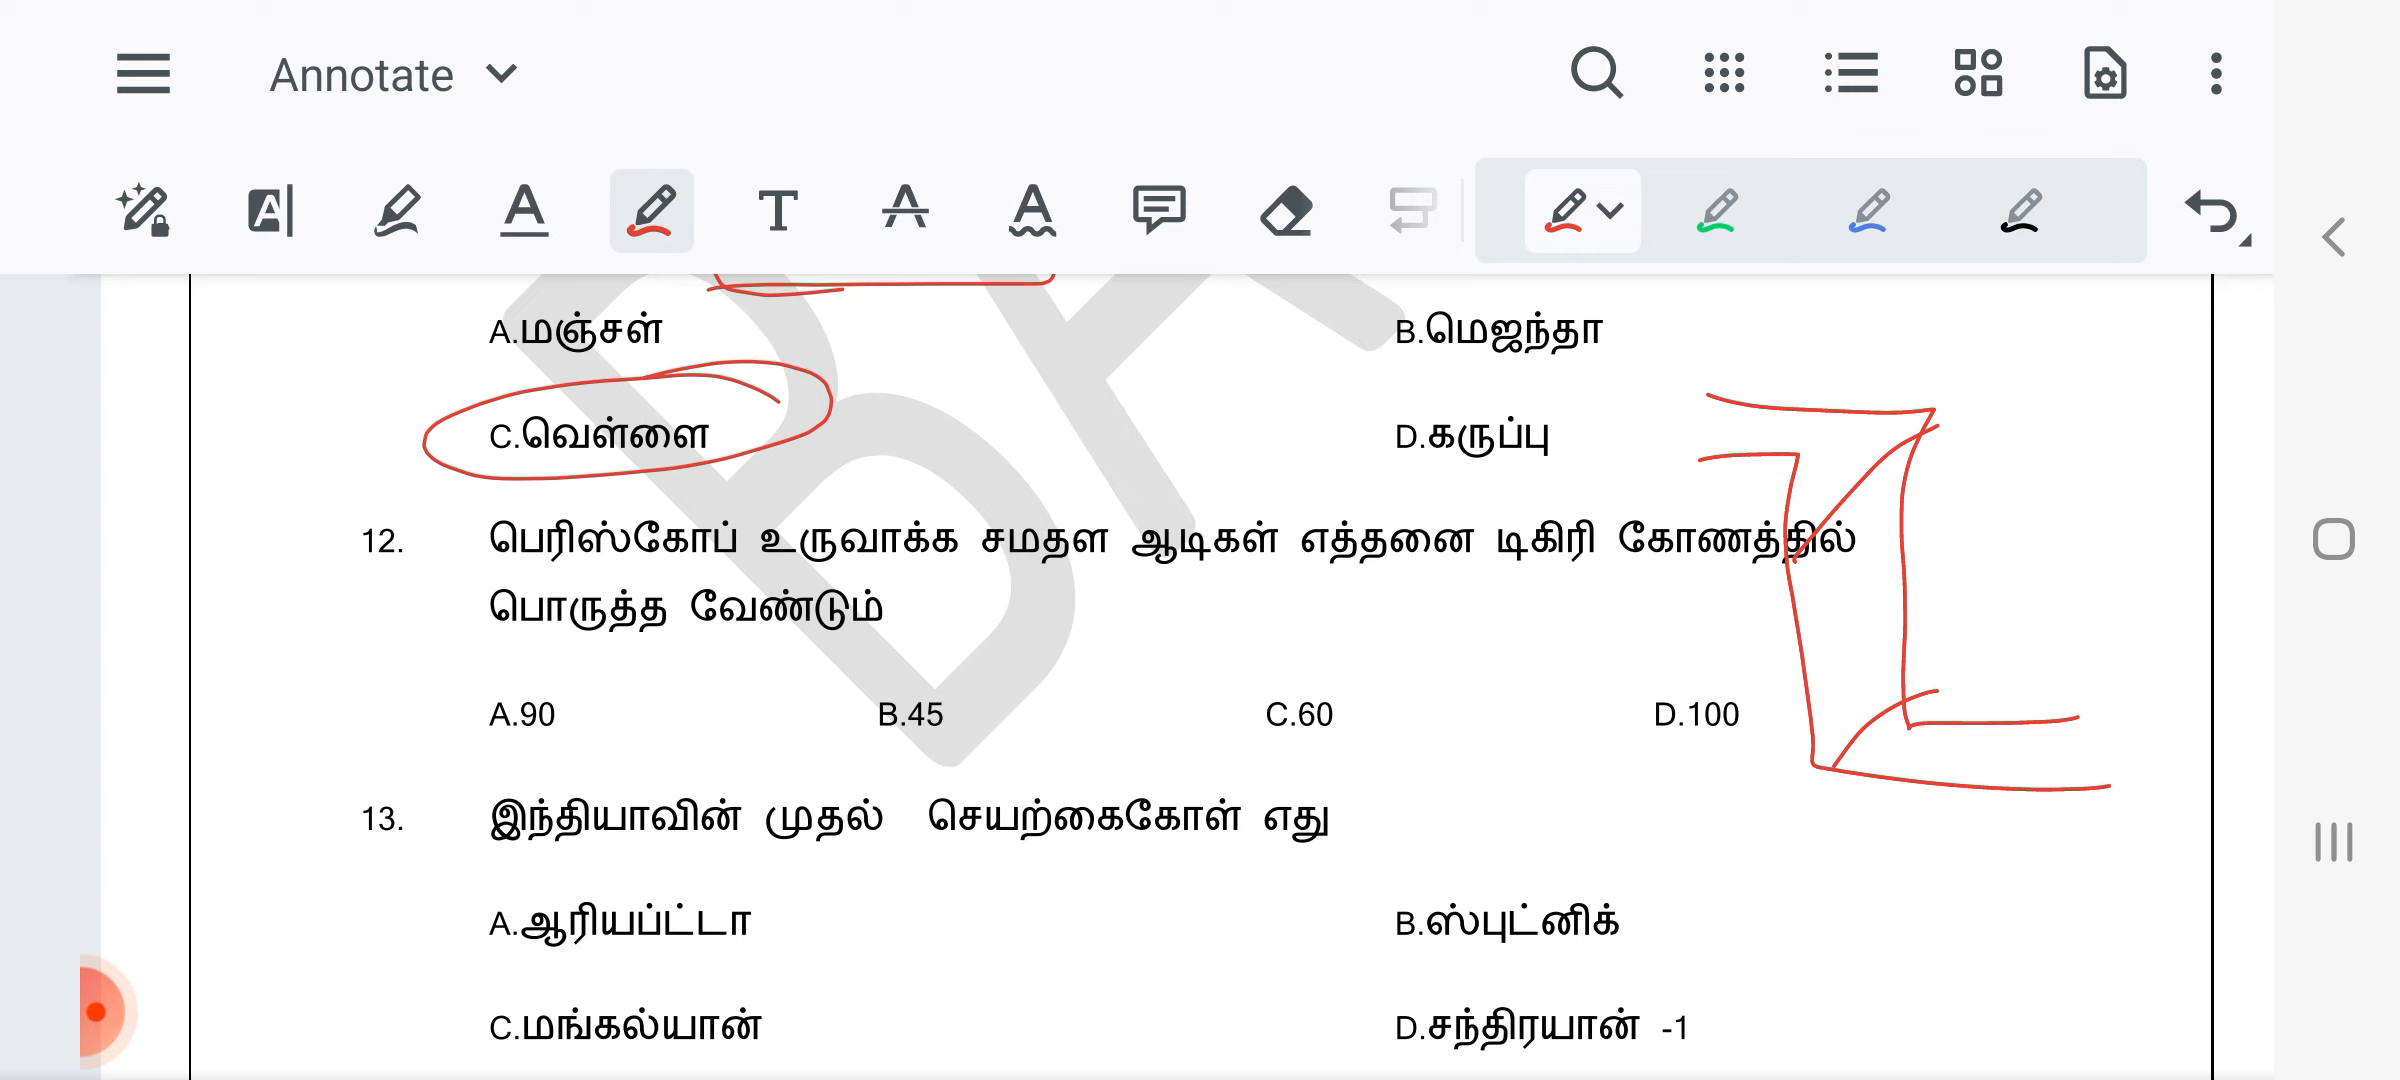 Annotate
A.மஞ்சள் B.மெஜந்தா
C.வெள்ளை D.கருப்பு
12. பெரிஸ்கோப் உருவாக்க சமதள ஆடிகள் எத்தனை டிகிரி கோணத்தில்
பொருத்த வேண்டும்
A.90 B.45 C.60 D.100
13. இந்தியாவின் முதல் செயற்கைகோள் எது
A.ஆரியப்ட்டா B.ஸ்புட்னிக்
C.மங்கல்யான் D.சந்திரயான் -1